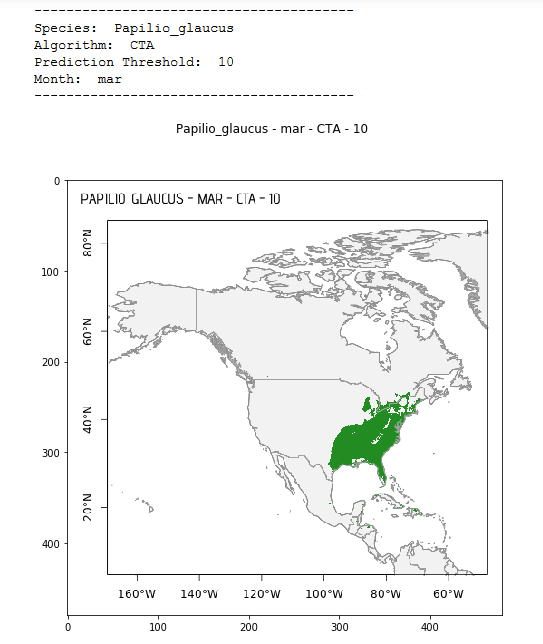 ----------------------------------------
Species:  Papilio_glaucus
Algorithm:  CTA
Prediction Threshold:  10
Month:  mar
----------------------------------------
Papilio_glaucus - mar - CTA - 10
0
PAPILIO GLAUCUS - MAR - CTA - 10
80°N
100
60°N
200
40°N
300
20°N
400
160°W 140°W 120°W 100°W 80°W 60°W
0 100 200 300 400